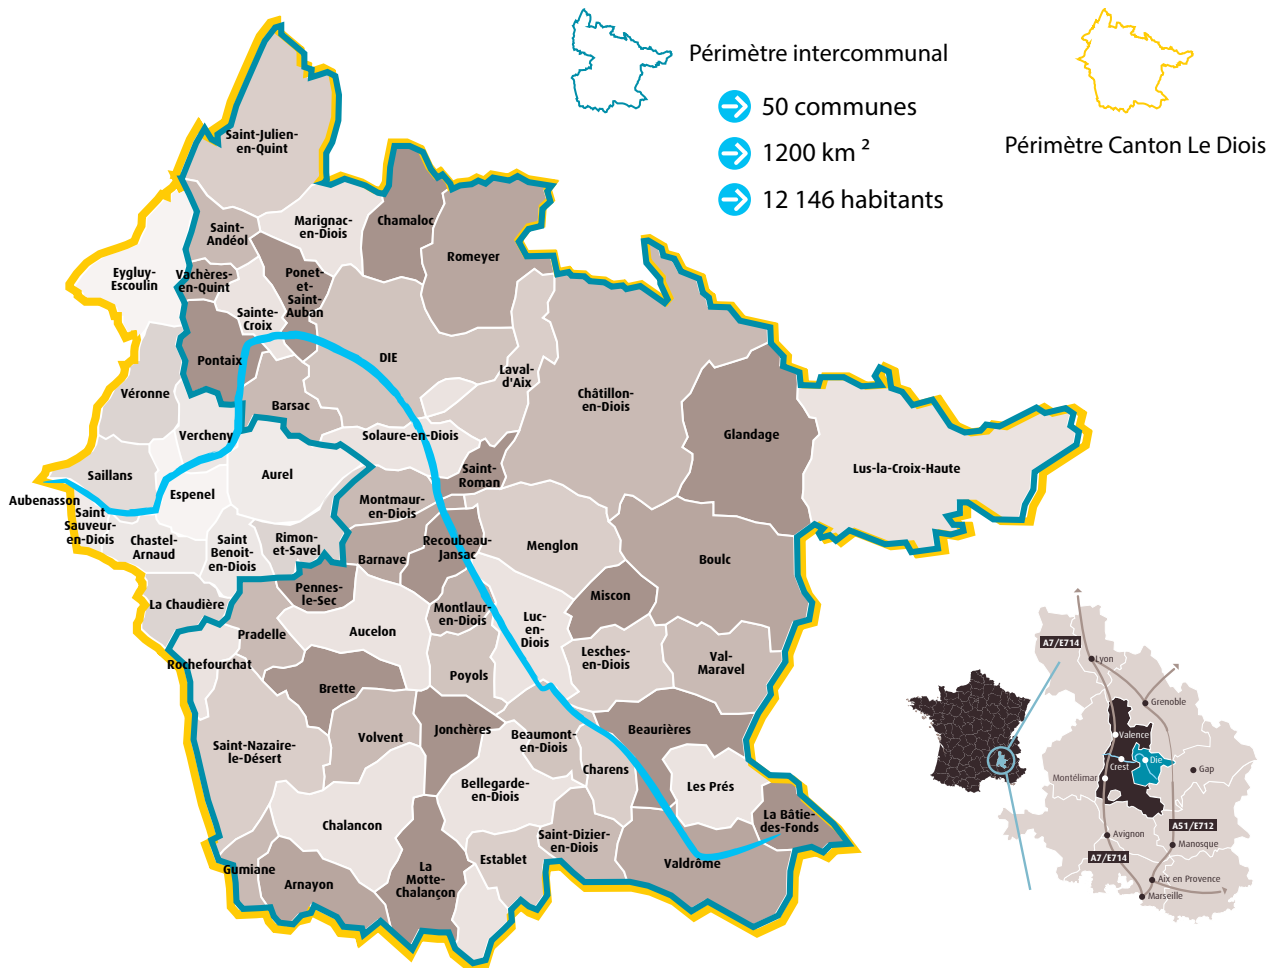 Périmètre intercommunal
50 communes
1200 km ²
12 146 habitants
Périmètre Canton Le Diois
Saint-Julien-
en-Quint
Marignac-
en-Diois
Chamaloc
Romeyer
Saint-
Andéol
Eygluy-
Escoulin
Vachères-
en-Quint
Ponet-
et-
Saint-
Auban
Sainte-
Croix
Pontaix
DIE
Laval-
d'Aix
Châtillon-
en-Diois
Véronne
Barsac
Glandage
Vercheny
Solaure-en-Diois
Lus-la-Croix-Haute
Saillans
Aurel
Saint-
Roman
Aubenasson
Espenel
Montmaur-
en-Diois
Saint
Sauveur-
en-Diois
Chastel-
Arnaud
Saint
Benoit-
en-Diois
Rimon-
et-Savel
Barnave
Recoubeau-
Jansac
Menglon
Boulc
La Chaudière
Pennes-
le-Sec
Miscon
Montlaur-
en-Diois
Luc-
en-
Diois
Pradelle
Aucelon
Lesches-
en-Diois
Val-
Maravel
Rochefourchat
Brette
Poyols
Saint-Nazaire-
le-Désert
Volvent
Jonchères
Beaumont-
en-Diois
Beaurières
Charens
Bellegarde-
en-Diois
Les Prés
Chalancon
La Bâtie-
des-Fonds
Saint-Dizier-
en-Diois
Establet
Valdrôme
Gumiane
Arnayon
La
Motte-
Chalançon
A7/E714
Lyon
Grenoble
Valence
Crest
Die
Gap
Montélimar
A51/E712
Avignon
Manosque
A7/E714
Aix en Provence
Marseille